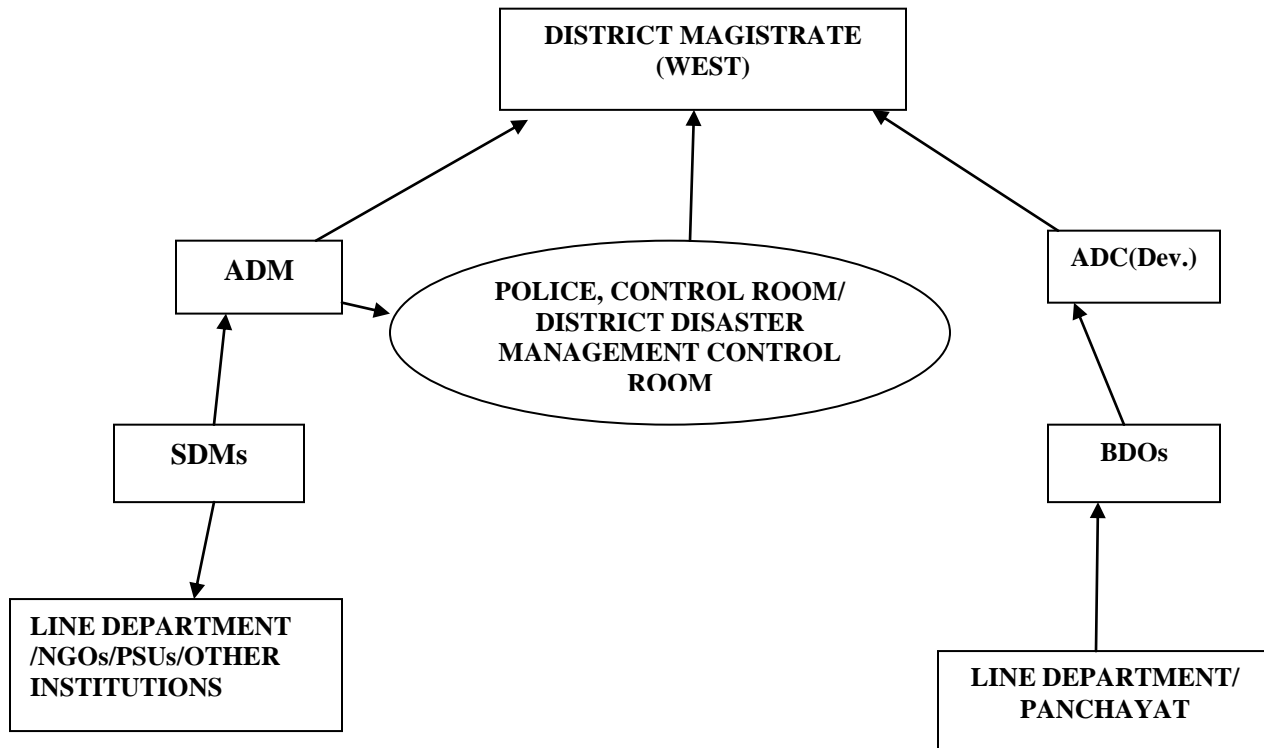 DISTRICT MAGISTRATE
(WEST)
ADM
POLICE, CONTROL ROOM/
DISTRICT DISASTER
MANAGEMENT CONTROL
ROOM
ADC(Dev.)
SDMs
BDOs
LINE DEPARTMENT
/NGOs/PSUs/OTHER
INSTITUTIONS
LINE DEPARTMENT/
PANCHAYAT